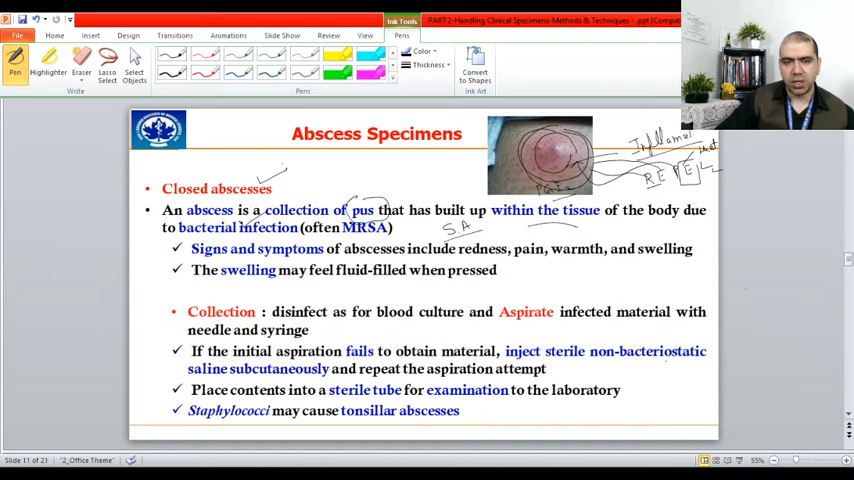 Ink Tools
PART 2-Handling Clinical Specimens-Methods & Techniques - .ppt [Compati
File Home Insert Design Transitions Animations Slide Show Review View Pens
Pen
Highlighter
Eraser
Lasso Select
Select Objects
Color
Thickness
Convert to Shapes
Write
Pens
Ink Art
Abscess Specimens
• Closed abscesses
• An abscess is a collection of pus that has built up within the tissue of the body due
to bacterial infection (often MRSA)
S.A
✓ Signs and symptoms of abscesses include redness, pain, warmth, and swelling
✓ The swelling may feel fluid-filled when pressed
• Collection : disinfect as for blood culture and Aspirate infected material with
needle and syringe
✓ If the initial aspiration fails to obtain material, inject sterile non-bacteriostatic
saline subcutaneously and repeat the aspiration attempt
✓ Place contents into a sterile tube for examination to the laboratory
✓ Staphylococci may cause tonsillar abscesses
Slide 11 of 21
"2_Office Theme"
55%